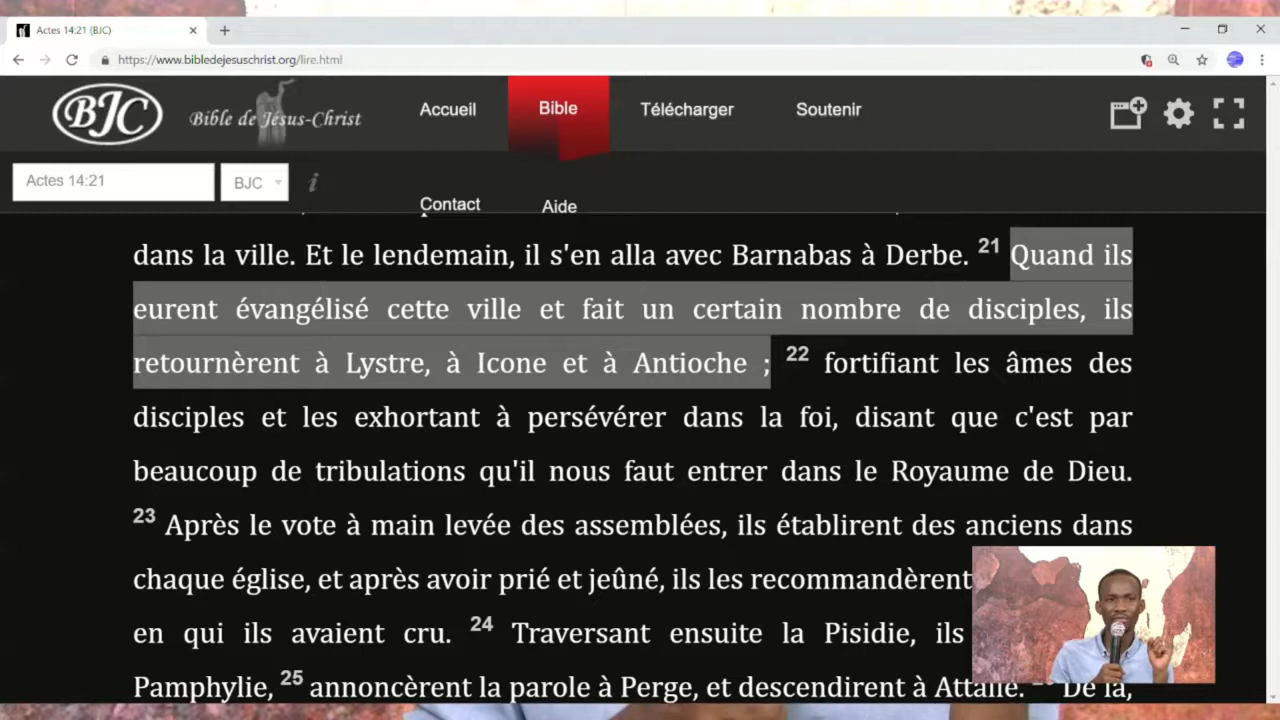 Actes 14:21 (BJC)
https://www.bibledejesuschrist.org/lire.html
BJC
Bible de Jésus-Christ
Accueil
Bible
Télécharger
Soutenir
Actes 14:21
BJC
i
Contact
Aide
dans la ville. Et le lendemain, il s'en alla avec Barnabas à Derbe. 21 Quand ils
eurent évangélisé cette ville et fait un certain nombre de disciples, ils
retournèrent à Lystre, à Icone et à Antioche ; 22 fortifiant les âmes des
disciples et les exhortant à persévérer dans la foi, disant que c'est par
beaucoup de tribulations qu'il nous faut entrer dans le Royaume de Dieu.
23 Après le vote à main levée des assemblées, ils établirent des anciens dans
chaque église, et après avoir prié et jeûné, ils les recommandèrent
en qui ils avaient cru. 24 Traversant ensuite la Pisidie, ils
Pamphylie, 25 annoncèrent la parole à Perge, et descendirent à Attalie. De là,